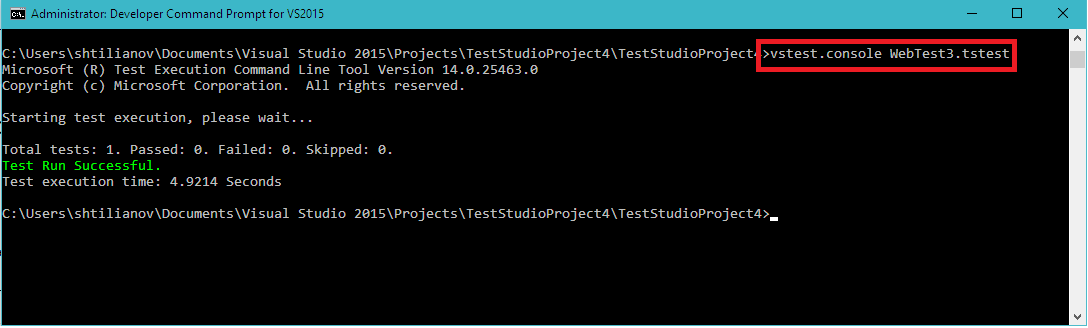 Administrator: Developer Command Prompt for VS2015
C:\Users\shtilianov\Documents\Visual Studio 2015\Projects\TestStudioProject4\TestStudioProject4>vstest.console WebTest3.tstest
Microsoft (R) Test Execution Command Line Tool Version 14.0.25463.0
Copyright (c) Microsoft Corporation.  All rights reserved.
Starting test execution, please wait...
Total tests: 1. Passed: 0. Failed: 0. Skipped: 0.
Test Run Successful.
Test execution time: 4.9214 Seconds
C:\Users\shtilianov\Documents\Visual Studio 2015\Projects\TestStudioProject4\TestStudioProject4>